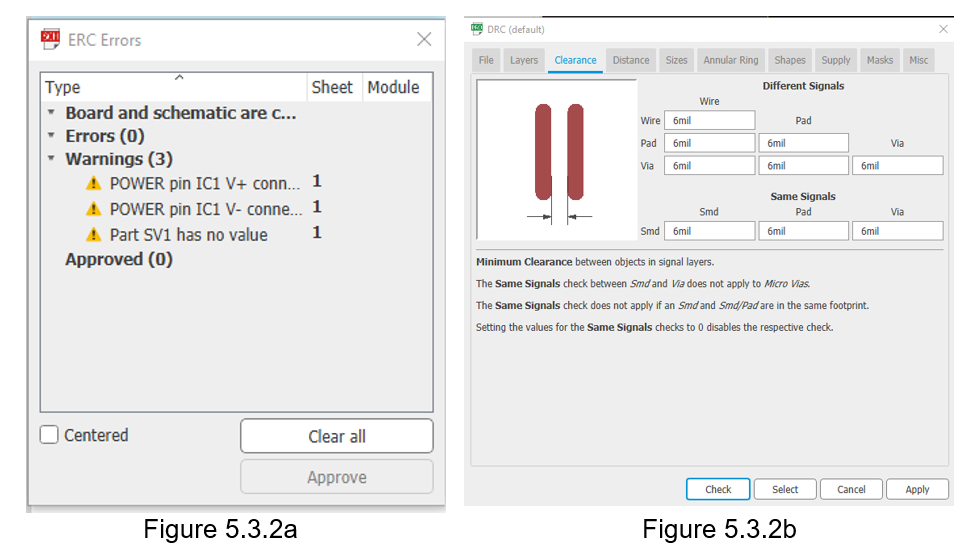 ERC Errors
Type Sheet Module
Board and schematic are c...
Errors (0)
Warnings (3)
POWER pin IC1 V+ conn... 1
POWER pin IC1 V- conne... 1
Part SV1 has no value 1
Approved (0)
Centered
Clear all
Approve
Figure 5.3.2a
DRC (default)
File Layers Clearance Distance Sizes Annular Ring Shapes Supply Masks Misc
Different Signals
Wire
Wire 6mil Pad
Pad 6mil 6mil Via
Via 6mil 6mil 6mil
Same Signals
Smd Pad Via
Smd 6mil 6mil 6mil
Minimum Clearance between objects in signal layers.
The Same Signals check between Smd and Via does not apply to Micro Vias.
The Same Signals check does not apply if an Smd and Smd/Pad are in the same footprint.
Setting the values for the Same Signals checks to 0 disables the respective check.
Check Select Cancel Apply
Figure 5.3.2b